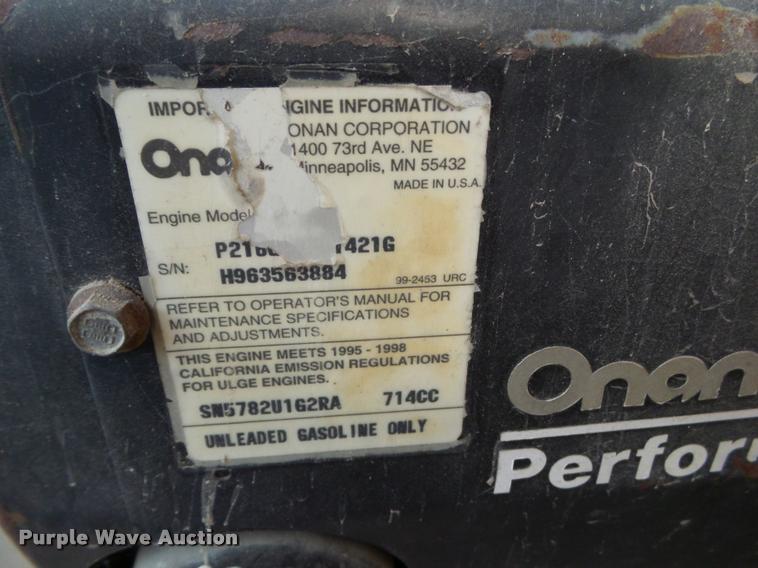 IMPOR NGINE INFORMATION
Onan ONAN CORPORATION
1400 73rd Ave. NE
Minneapolis, MN 55432
MADE IN U.S.A.
Engine Model
P216 1421G
S/N: H963563884 99-2453 URC
REFER TO OPERATOR'S MANUAL FOR
MAINTENANCE SPECIFICATIONS
AND ADJUSTMENTS.
THIS ENGINE MEETS 1995 - 1998
CALIFORNIA EMISSION REGULATIONS
FOR ULGE ENGINES.
SN5782U1G2RA 714CC
UNLEADED GASOLINE ONLY
Onan
Perfor
Purple Wave Auction